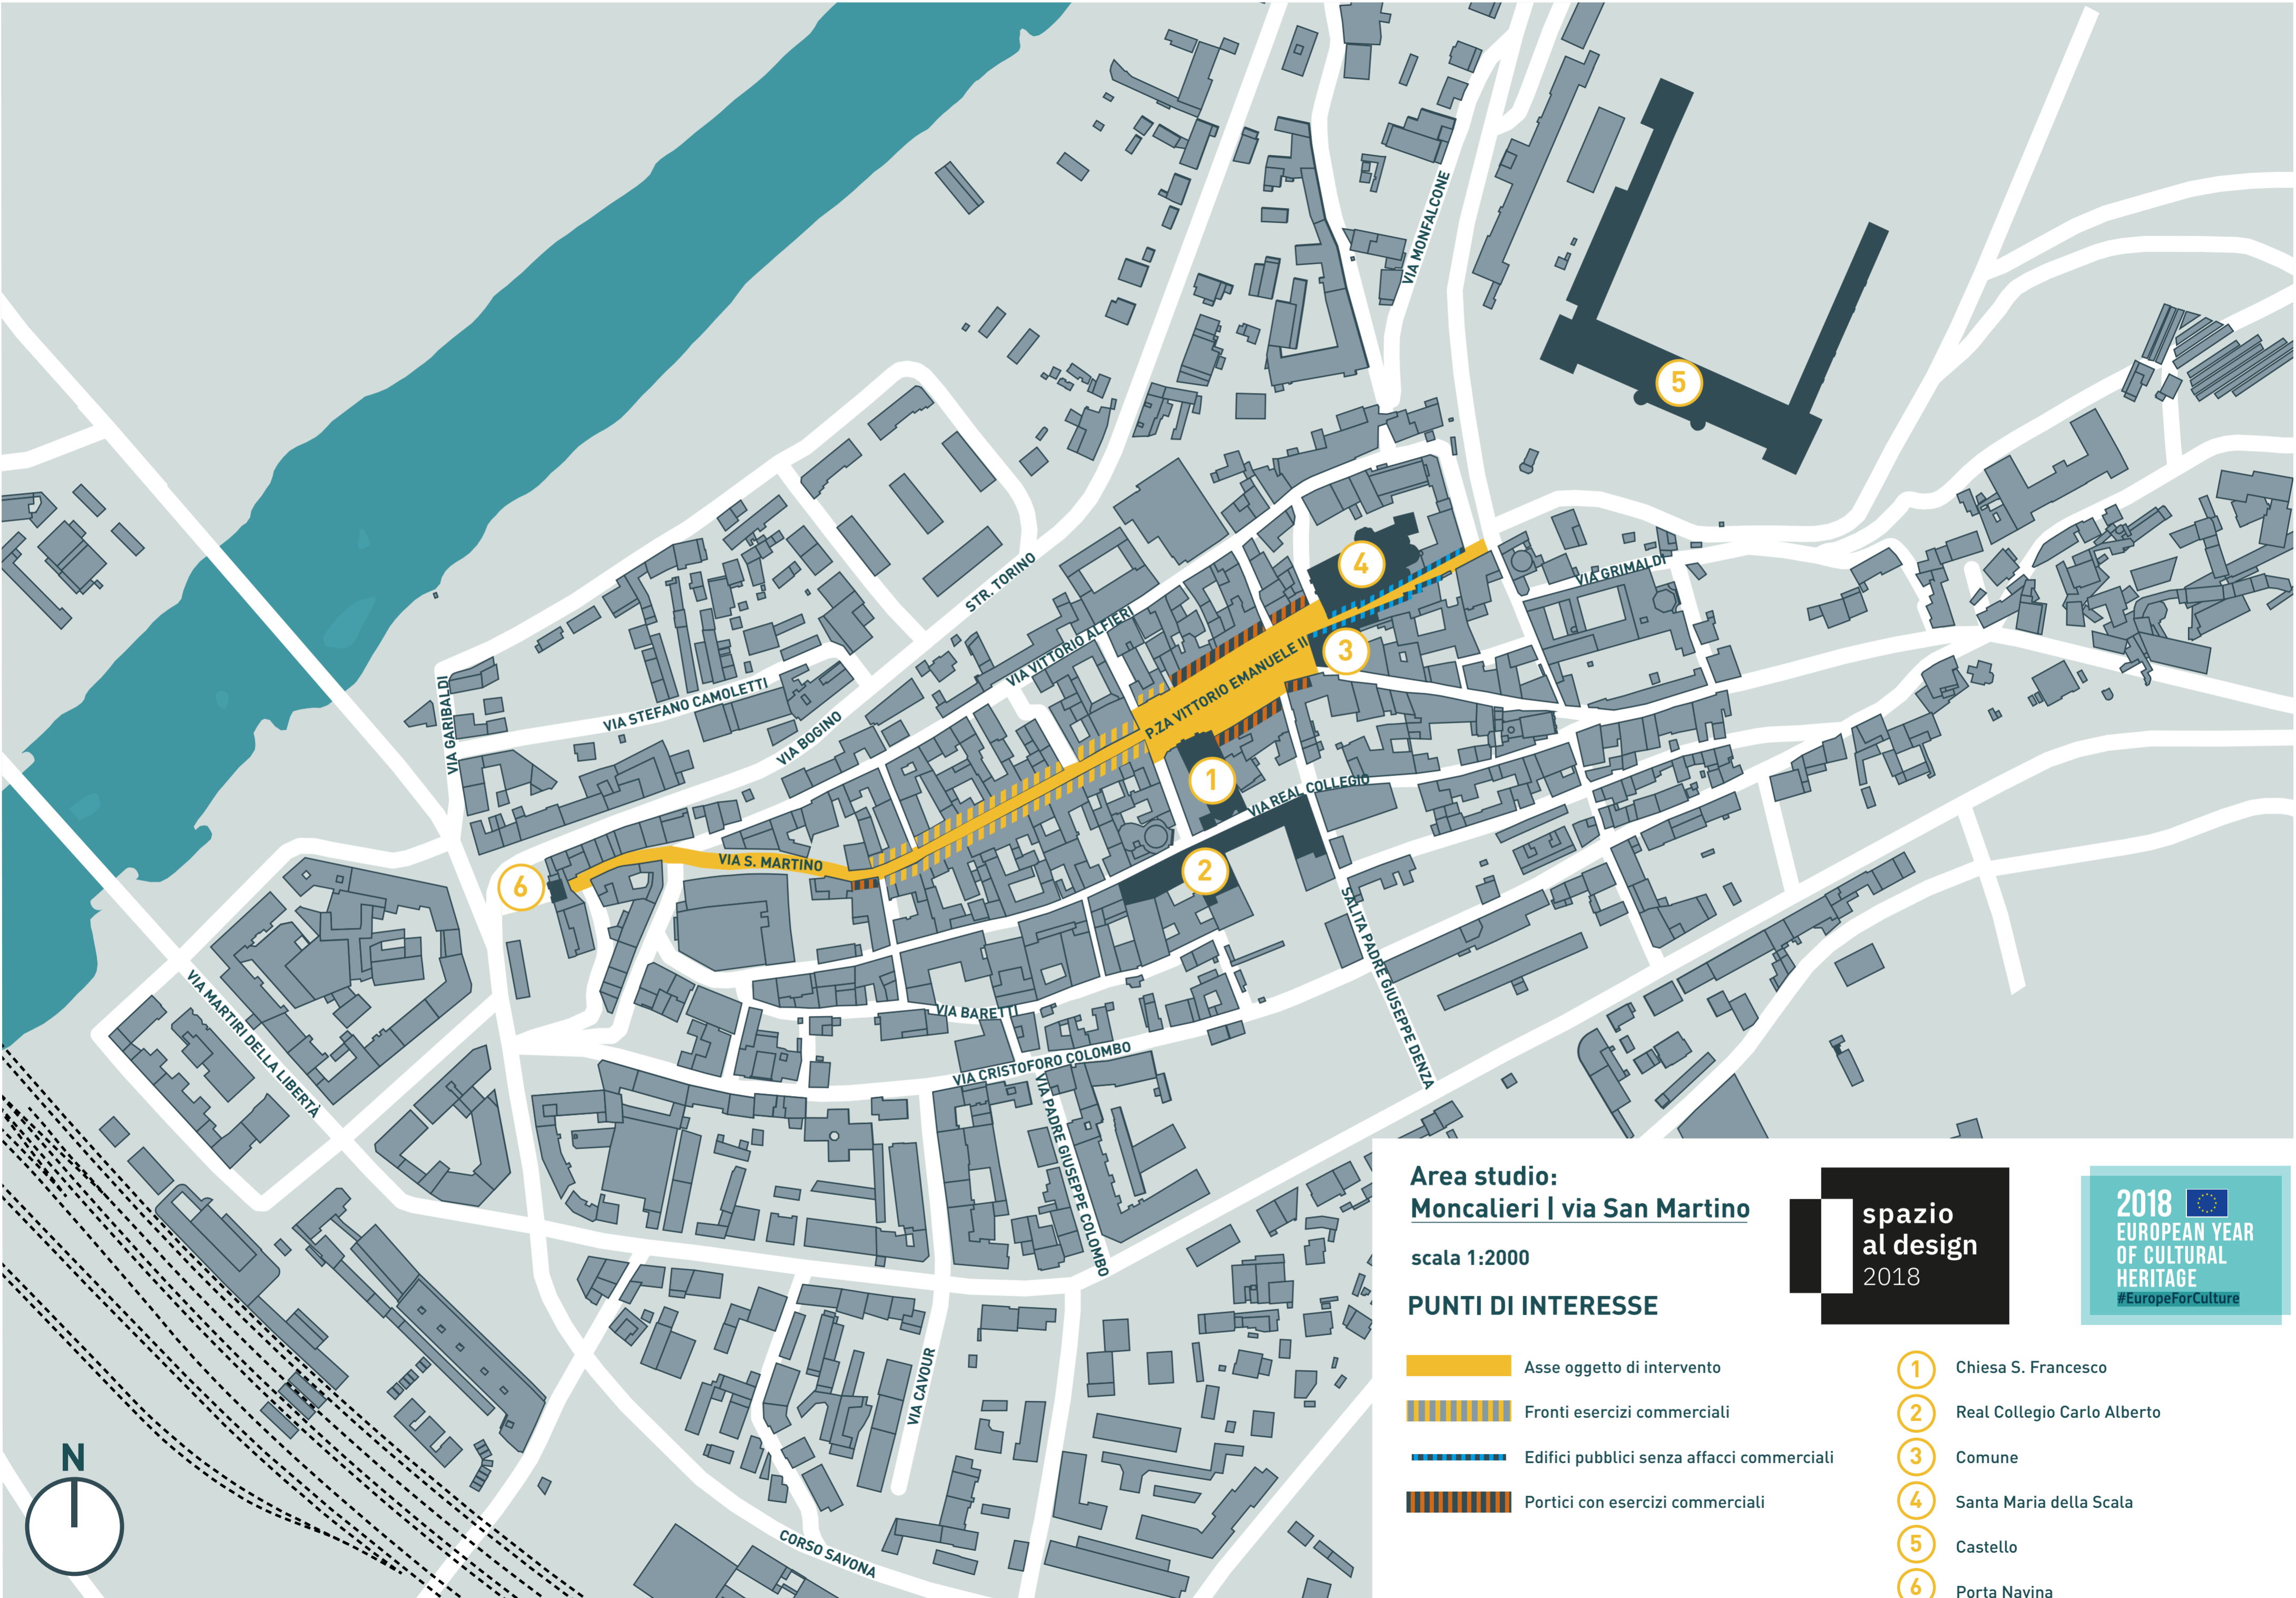 VIA MONFALCONE
5
STR. TORINO
4
VIA GRIMALDI
VIA VITTORIO ALFIERI
3
P.ZA VITTORIO EMANUELE II
VIA GARIBALDI
VIA STEFANO CAMOLETTI
VIA BOGINO
1
VIA REAL COLLEGIO
VIA S. MARTINO
2
6
SALITA PADRE GIUSEPPE DENZA
VIA MARTIRI DELLA LIBERTÀ
VIA BARETTI
VIA CRISTOFORO COLOMBO
VIA PADRE GIUSEPPE COLOMBO
VIA CAVOUR
CORSO SAVONA
N
Area studio:
Moncalieri | via San Martino
scala 1:2000
PUNTI DI INTERESSE
spazio
al design
2018
2018
EUROPEAN YEAR
OF CULTURAL
HERITAGE
#EuropeForCulture
Asse oggetto di intervento
Fronti esercizi commerciali
Edifici pubblici senza affacci commerciali
Portici con esercizi commerciali
1 Chiesa S. Francesco
2 Real Collegio Carlo Alberto
3 Comune
4 Santa Maria della Scala
5 Castello
6 Porta Navina